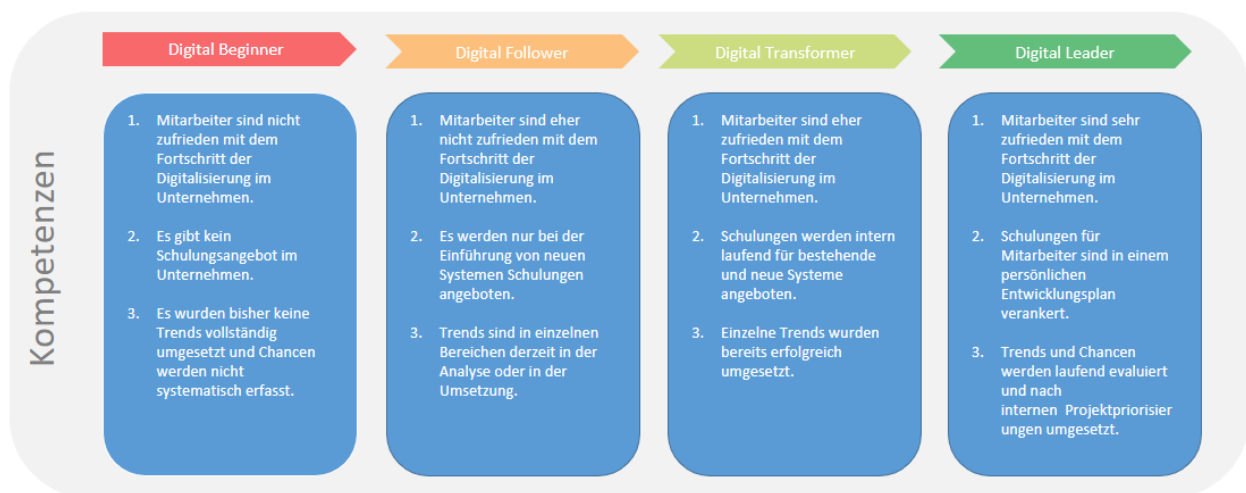 Kompetenzen
Digital Beginner
1. Mitarbeiter sind nicht
zufrieden mit dem
Fortschritt der
Digitalisierung im
Unternehmen.
2. Es gibt kein
Schulungsangebot im
Unternehmen.
3. Es wurden bisher keine
Trends vollständig
umgesetzt und Chancen
werden nicht
systematisch erfasst.
Digital Follower
1. Mitarbeiter sind eher
nicht zufrieden mit dem
Fortschritt der
Digitalisierung im
Unternehmen.
2. Es werden nur bei der
Einführung von neuen
Systemen Schulungen
angeboten.
3. Trends sind in einzelnen
Bereichen derzeit in der
Analyse oder in der
Umsetzung.
Digital Transformer
1. Mitarbeiter sind eher
zufrieden mit dem
Fortschritt der
Digitalisierung im
Unternehmen.
2. Schulungen werden intern
laufend für bestehende
und neue Systeme
angeboten.
3. Einzelne Trends wurden
bereits erfolgreich
umgesetzt.
Digital Leader
1. Mitarbeiter sind sehr
zufrieden mit dem
Fortschritt der
Digitalisierung im
Unternehmen.
2. Schulungen für
Mitarbeiter sind in einem
persönlichen
Entwicklungsplan
verankert.
3. Trends und Chancen
werden laufend evaluiert
und nach
internen Projektpriorisier
ungen umgesetzt.